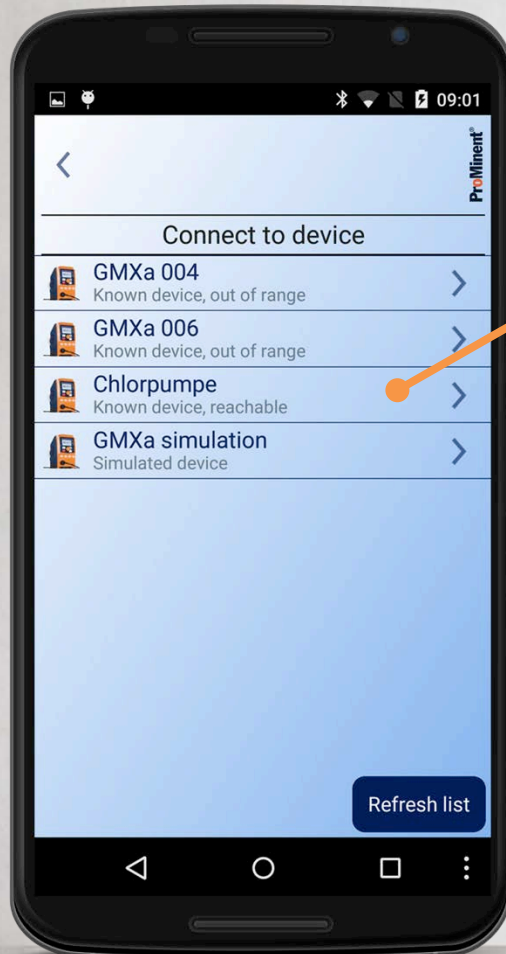 09:01
ProMinent®
Connect to device
GMXa 004
Known device, out of range
GMXa 006
Known device, out of range
Chlorpumpe
Known device, reachable
GMXa simulation
Simulated device
Refresh list